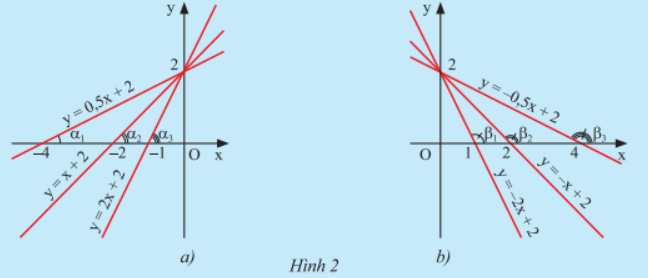 y
2
y = 0,5x + 2
α₁
α₂
α₃
−4
−2
−1
O
x
y = x + 2
y = 2x + 2
a)
y
2
y = −0,5x + 2
β₁
β₂
β₃
O
1
2
4
x
y = −x + 2
y = −2x + 2
b)
Hình 2